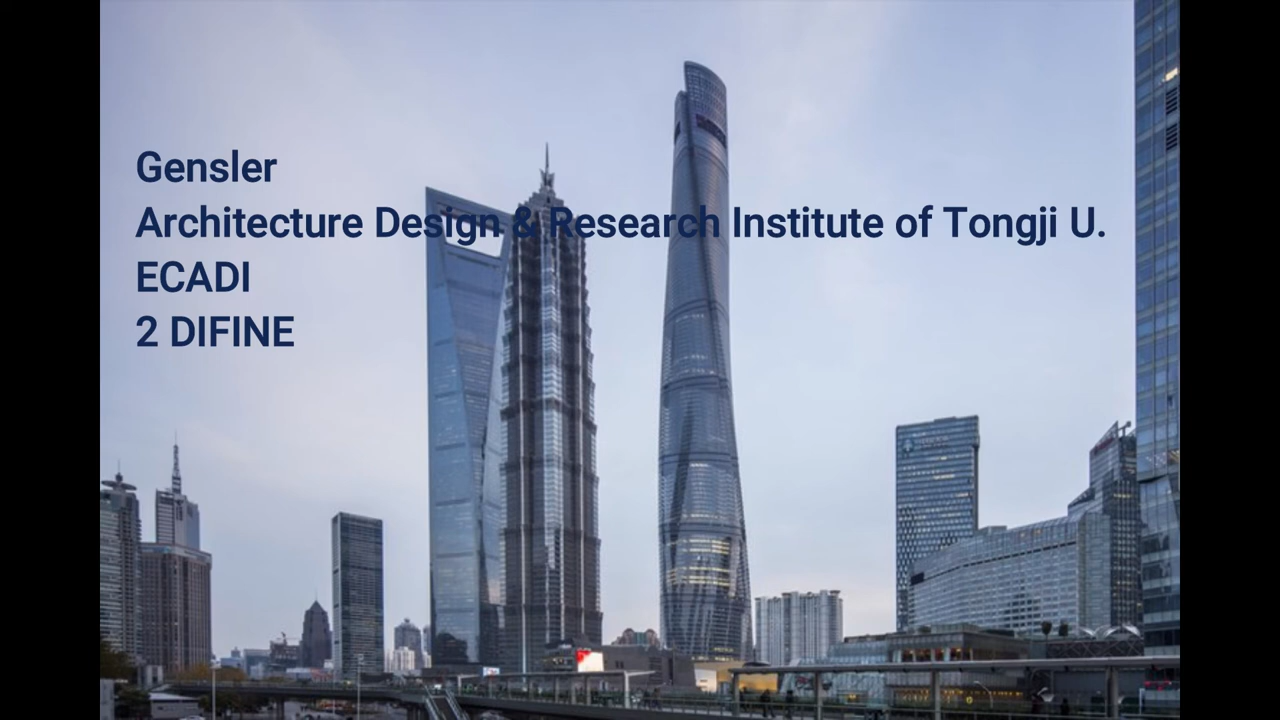 Gensler
Architecture Design & Research Institute of Tongji U.
ECADI
2 DIFINE